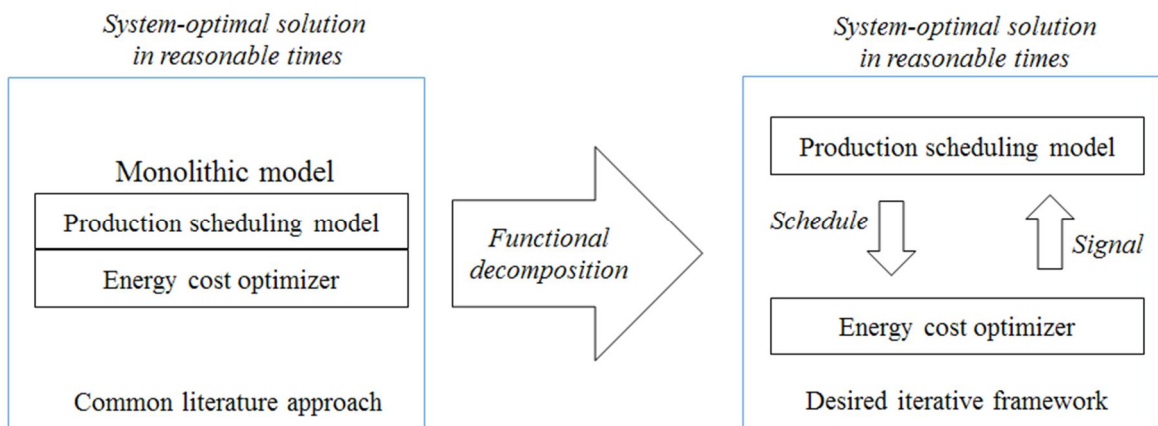 System-optimal solution
in reasonable times
Monolithic model
Production scheduling model
Energy cost optimizer
Common literature approach
Functional
decomposition
System-optimal solution
in reasonable times
Production scheduling model
Schedule
Signal
Energy cost optimizer
Desired iterative framework